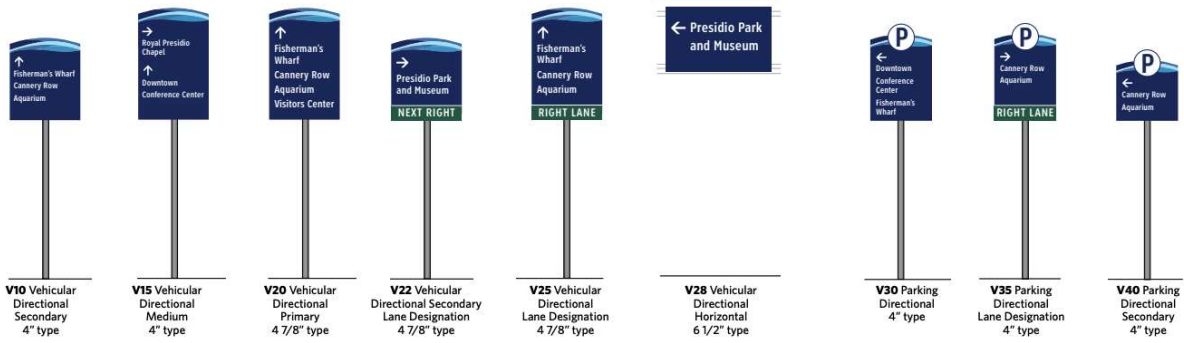 ↑
Fisherman's Wharf
Cannery Row
Aquarium
V10 Vehicular
Directional
Secondary
4" type
→
Royal Presidio
Chapel
↑
Downtown
Conference Center
V15 Vehicular
Directional
Medium
4" type
↑
Fisherman's
Wharf
Cannery Row
Aquarium
Visitors Center
V20 Vehicular
Directional
Primary
4 7/8" type
→
Presidio Park
and Museum
NEXT RIGHT
V22 Vehicular
Directional Secondary
Lane Designation
4 7/8" type
↑
Fisherman's
Wharf
Cannery Row
Aquarium
RIGHT LANE
V25 Vehicular
Directional
Lane Designation
4 7/8" type
← Presidio Park
and Museum
V28 Vehicular
Directional
Horizontal
6 1/2" type
P
←
Downtown
Conference
Center
Fisherman's
Wharf
V30 Parking
Directional
4" type
P
→
Cannery Row
Aquarium
RIGHT LANE
V35 Parking
Directional
Lane Designation
4" type
P
←
Cannery Row
Aquarium
V40 Parking
Directional
Secondary
4" type